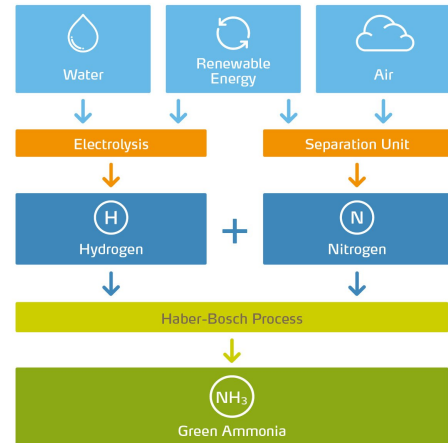 Water
Renewable
Energy
Air
Electrolysis
Separation Unit
H
Hydrogen
+
N
Nitrogen
Haber-Bosch Process
NH₃
Green Ammonia